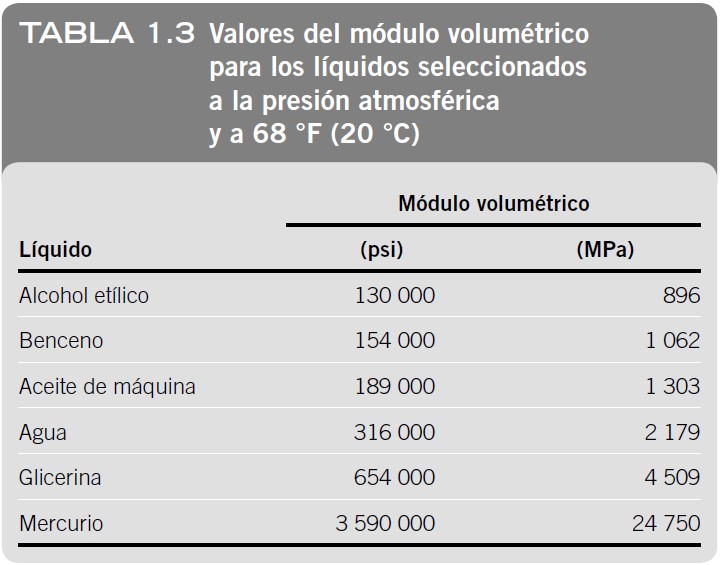 TABLA 1.3 Valores del módulo volumétrico
para los líquidos seleccionados
a la presión atmosférica
y a 68 °F (20 °C)
Módulo volumétrico
Líquido (psi) (MPa)
Alcohol etílico 130 000 896
Benceno 154 000 1 062
Aceite de máquina 189 000 1 303
Agua 316 000 2 179
Glicerina 654 000 4 509
Mercurio 3 590 000 24 750